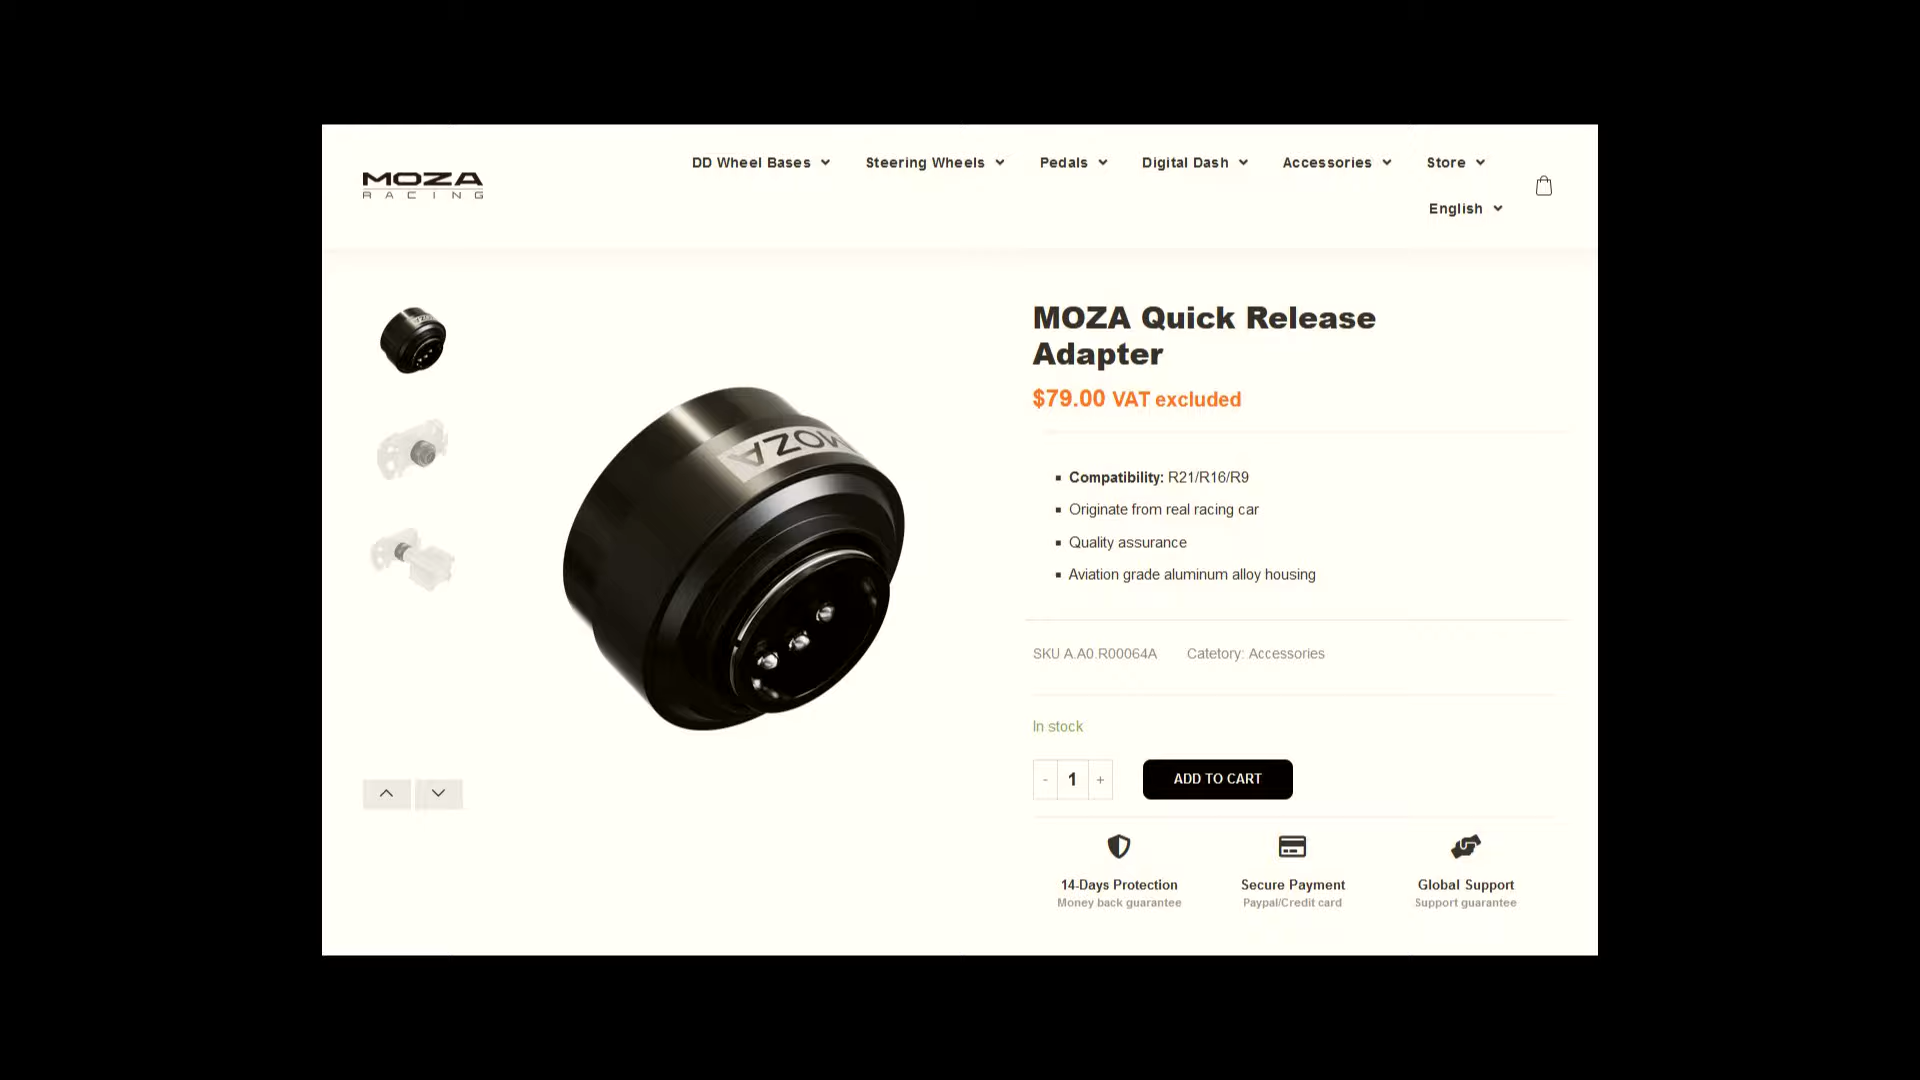 MOZA
RACING
DD Wheel Bases
Steering Wheels
Pedals
Digital Dash
Accessories
Store
English
MOZA
MOZA Quick Release
Adapter
$79.00 VAT excluded
Compatibility: R21/R16/R9
Originate from real racing car
Quality assurance
Aviation grade aluminum alloy housing
SKU A.A0.R00064A
Catetory: Accessories
In stock
- 1 +
ADD TO CART
14-Days Protection
Money back guarantee
Secure Payment
Paypal/Credit card
Global Support
Support guarantee